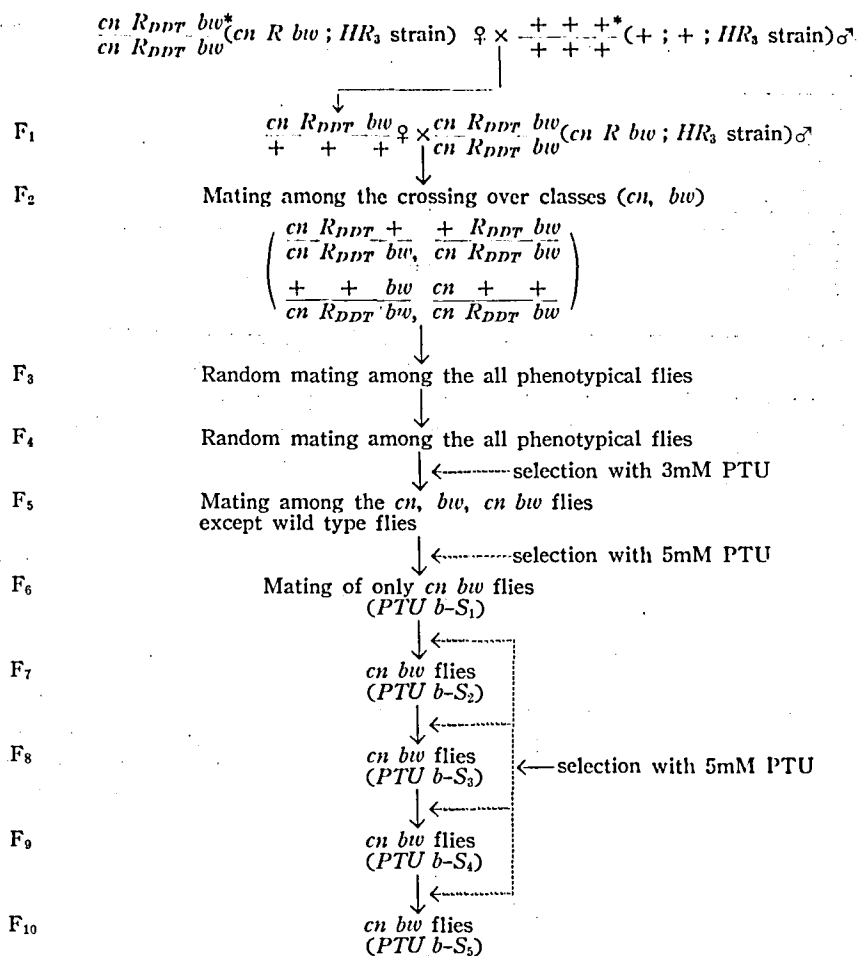 cn R_DDT bw* / cn R_DDT bw (cn R bw ; HR₃ strain) ♀ × + + +* / + + + (+ ; + ; HR₃ strain)♂
F₁ cn R_DDT bw / + + + ♀ × cn R_DDT bw / cn R_DDT bw (cn R bw ; HR₃ strain)♂
F₂ Mating among the crossing over classes (cn, bw)
( cn R_DDT + / cn R_DDT bw, + R_DDT bw / cn R_DDT bw
+ + bw / cn R_DDT bw, cn + + / cn R_DDT bw )
F₃ Random mating among the all phenotypical flies
F₄ Random mating among the all phenotypical flies
selection with 3mM PTU
F₅ Mating among the cn, bw, cn bw flies
except wild type flies
selection with 5mM PTU
F₆ Mating of only cn bw flies
(PTU b-S₁)
F₇ cn bw flies
(PTU b-S₂)
F₈ cn bw flies
(PTU b-S₃)
selection with 5mM PTU
F₉ cn bw flies
(PTU b-S₄)
F₁₀ cn bw flies
(PTU b-S₅)